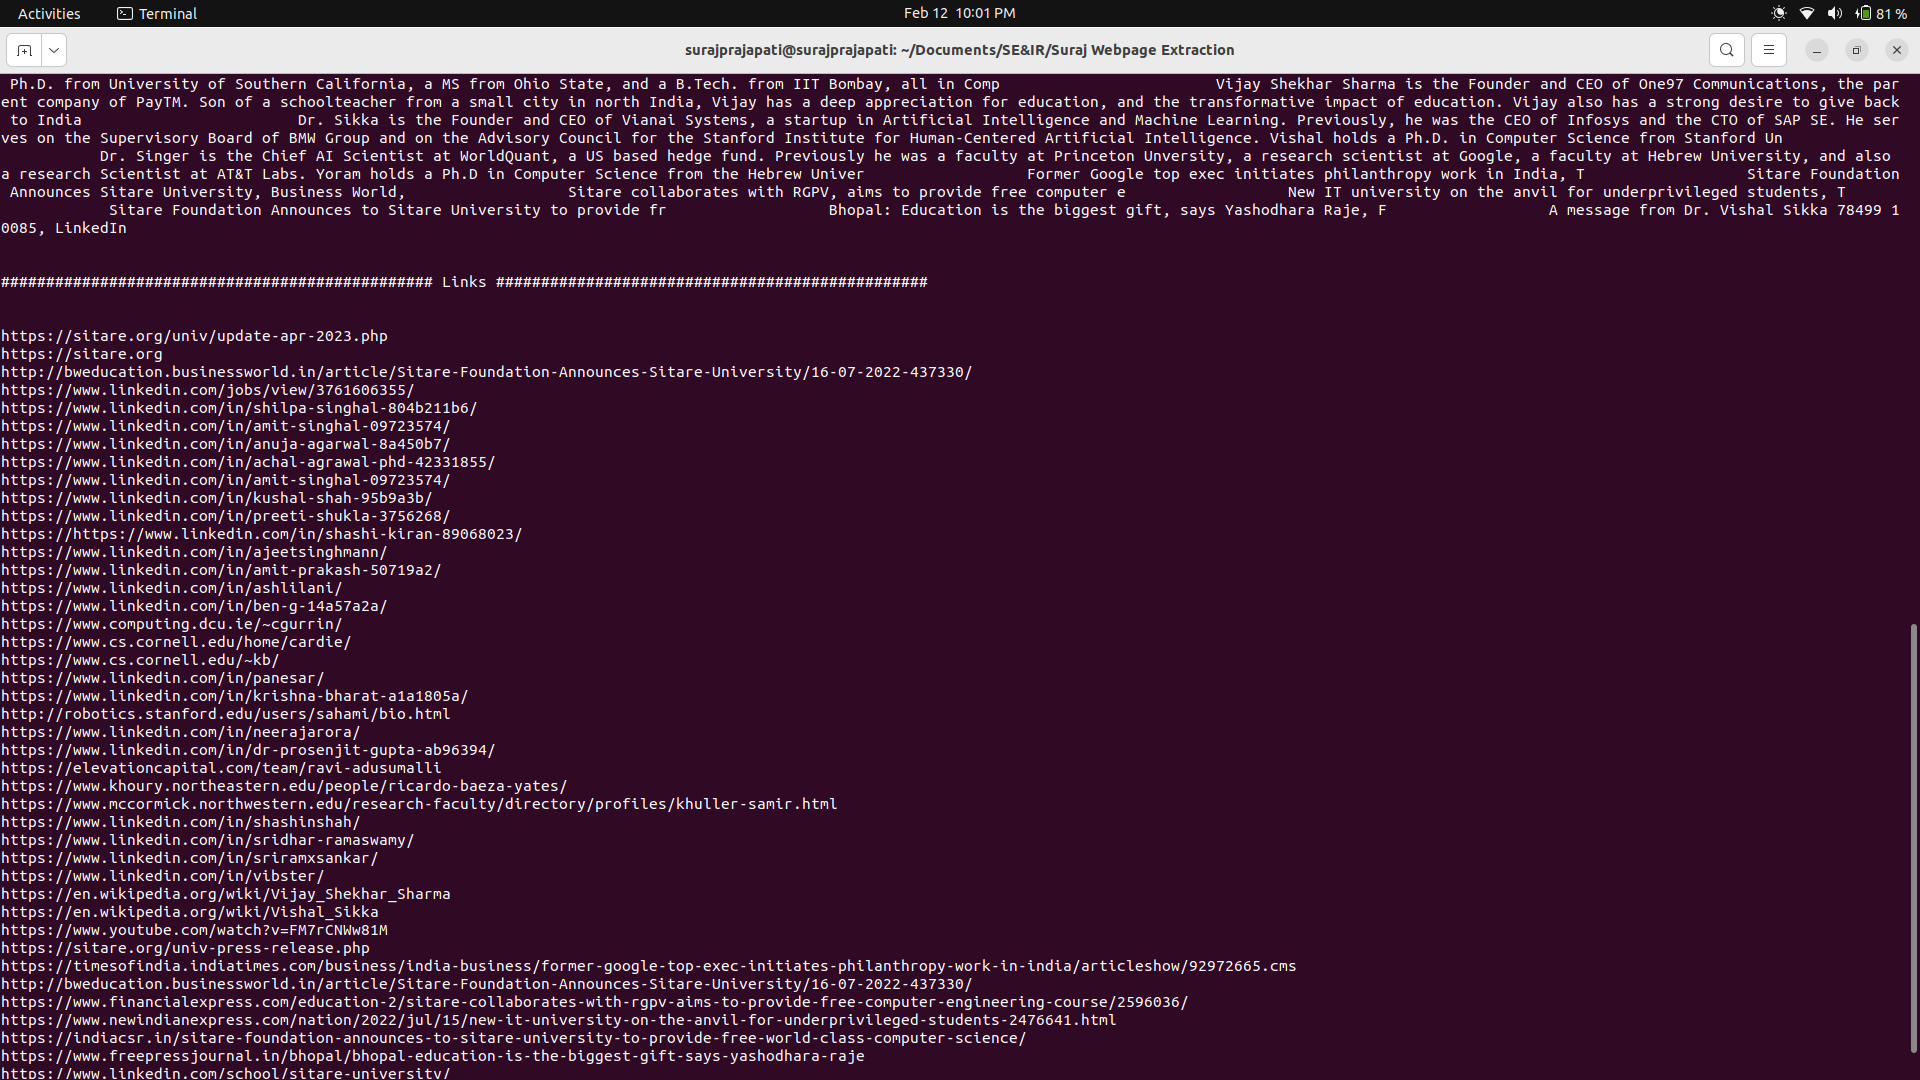 Activities Terminal Feb 12 10:01 PM 81 %
surajprajapati@surajprajapati: ~/Documents/SE&IR/Suraj Webpage Extraction
Ph.D. from University of Southern California, a MS from Ohio State, and a B.Tech. from IIT Bombay, all in Comp Vijay Shekhar Sharma is the Founder and CEO of One97 Communications, the par
ent company of PayTM. Son of a schoolteacher from a small city in north India, Vijay has a deep appreciation for education, and the transformative impact of education. Vijay also has a strong desire to give back
to India Dr. Sikka is the Founder and CEO of Vianai Systems, a startup in Artificial Intelligence and Machine Learning. Previously, he was the CEO of Infosys and the CTO of SAP SE. He ser
ves on the Supervisory Board of BMW Group and on the Advisory Council for the Stanford Institute for Human-Centered Artificial Intelligence. Vishal holds a Ph.D. in Computer Science from Stanford Un
Dr. Singer is the Chief AI Scientist at WorldQuant, a US based hedge fund. Previously he was a faculty at Princeton Unversity, a research scientist at Google, a faculty at Hebrew University, and also
a research Scientist at AT&T Labs. Yoram holds a Ph.D in Computer Science from the Hebrew Univer Former Google top exec initiates philanthropy work in India, T Sitare Foundation
Announces Sitare University, Business World, Sitare collaborates with RGPV, aims to provide free computer e New IT university on the anvil for underprivileged students, T
Sitare Foundation Announces to Sitare University to provide fr Bhopal: Education is the biggest gift, says Yashodhara Raje, F A message from Dr. Vishal Sikka 78499 1
0085, LinkedIn
################################################ Links ################################################
https://sitare.org/univ/update-apr-2023.php
https://sitare.org
http://bweducation.businessworld.in/article/Sitare-Foundation-Announces-Sitare-University/16-07-2022-437330/
https://www.linkedin.com/jobs/view/3761606355/
https://www.linkedin.com/in/shilpa-singhal-804b211b6/
https://www.linkedin.com/in/amit-singhal-09723574/
https://www.linkedin.com/in/anuja-agarwal-8a450b7/
https://www.linkedin.com/in/achal-agrawal-phd-42331855/
https://www.linkedin.com/in/amit-singhal-09723574/
https://www.linkedin.com/in/kushal-shah-95b9a3b/
https://www.linkedin.com/in/preeti-shukla-3756268/
https://https://www.linkedin.com/in/shashi-kiran-89068023/
https://www.linkedin.com/in/ajeetsinghmann/
https://www.linkedin.com/in/amit-prakash-50719a2/
https://www.linkedin.com/in/ashlilani/
https://www.linkedin.com/in/ben-g-14a57a2a/
https://www.computing.dcu.ie/~cgurrin/
https://www.cs.cornell.edu/home/cardie/
https://www.cs.cornell.edu/~kb/
https://www.linkedin.com/in/panesar/
https://www.linkedin.com/in/krishna-bharat-a1a1805a/
http://robotics.stanford.edu/users/sahami/bio.html
https://www.linkedin.com/in/neerajarora/
https://www.linkedin.com/in/dr-prosenjit-gupta-ab96394/
https://elevationcapital.com/team/ravi-adusumalli
https://www.khoury.northeastern.edu/people/ricardo-baeza-yates/
https://www.mccormick.northwestern.edu/research-faculty/directory/profiles/khuller-samir.html
https://www.linkedin.com/in/shashinshah/
https://www.linkedin.com/in/sridhar-ramaswamy/
https://www.linkedin.com/in/sriramxsankar/
https://www.linkedin.com/in/vibster/
https://en.wikipedia.org/wiki/Vijay_Shekhar_Sharma
https://en.wikipedia.org/wiki/Vishal_Sikka
https://www.youtube.com/watch?v=FM7rCNWw81M
https://sitare.org/univ-press-release.php
https://timesofindia.indiatimes.com/business/india-business/former-google-top-exec-initiates-philanthropy-work-in-india/articleshow/92972665.cms
http://bweducation.businessworld.in/article/Sitare-Foundation-Announces-Sitare-University/16-07-2022-437330/
https://www.financialexpress.com/education-2/sitare-collaborates-with-rgpv-aims-to-provide-free-computer-engineering-course/2596036/
https://www.newindianexpress.com/nation/2022/jul/15/new-it-university-on-the-anvil-for-underprivileged-students-2476641.html
https://indiacsr.in/sitare-foundation-announces-to-sitare-university-to-provide-free-world-class-computer-science/
https://www.freepressjournal.in/bhopal/bhopal-education-is-the-biggest-gift-says-yashodhara-raje
https://www.linkedin.com/school/sitare-university/